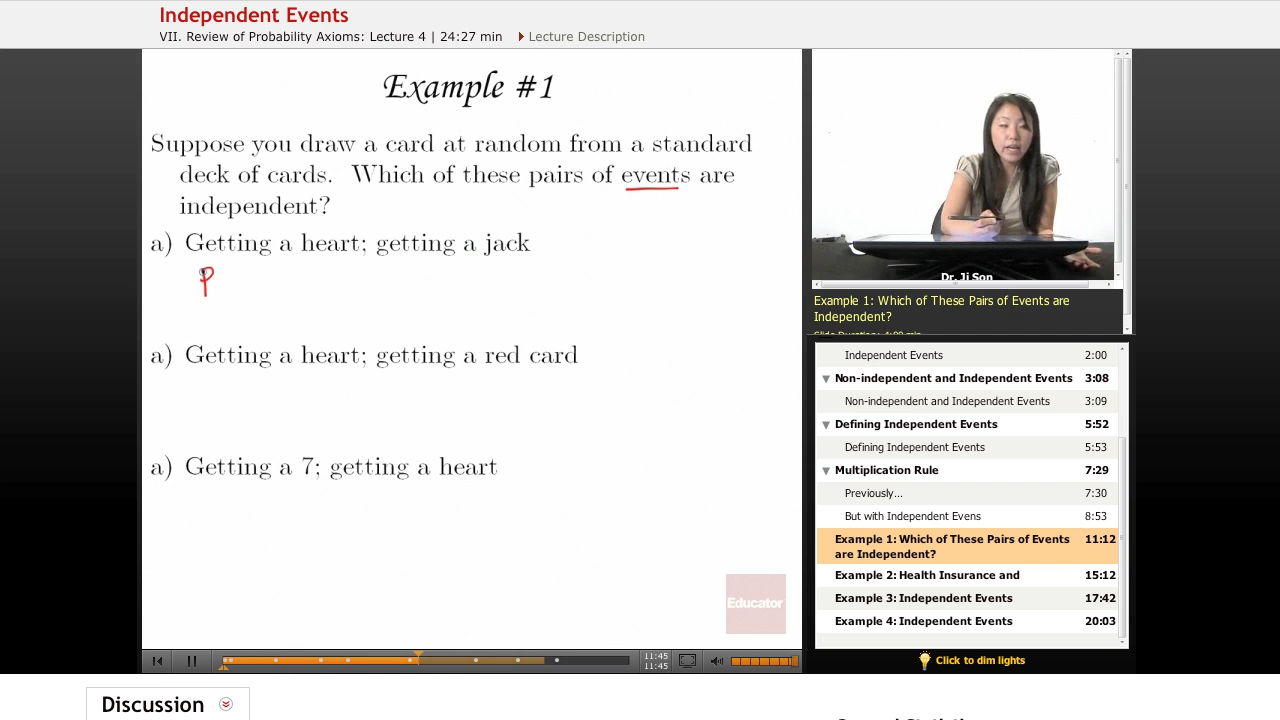 Independent Events
VII. Review of Probability Axioms: Lecture 4 | 24:27 min Lecture Description
Example #1
Suppose you draw a card at random from a standard
deck of cards. Which of these pairs of events are
independent?
a) Getting a heart; getting a jack
P
a) Getting a heart; getting a red card
a) Getting a 7; getting a heart
Educator
11:45
11:45
Dr. Ji Son
Example 1: Which of These Pairs of Events are
Independent?
Independent Events 2:00
Non-independent and Independent Events 3:08
Non-independent and Independent Events 3:09
Defining Independent Events 5:52
Defining Independent Events 5:53
Multiplication Rule 7:29
Previously... 7:30
But with Independent Evens 8:53
Example 1: Which of These Pairs of Events 11:12
are Independent?
Example 2: Health Insurance and 15:12
Example 3: Independent Events 17:42
Example 4: Independent Events 20:03
Click to dim lights
Discussion